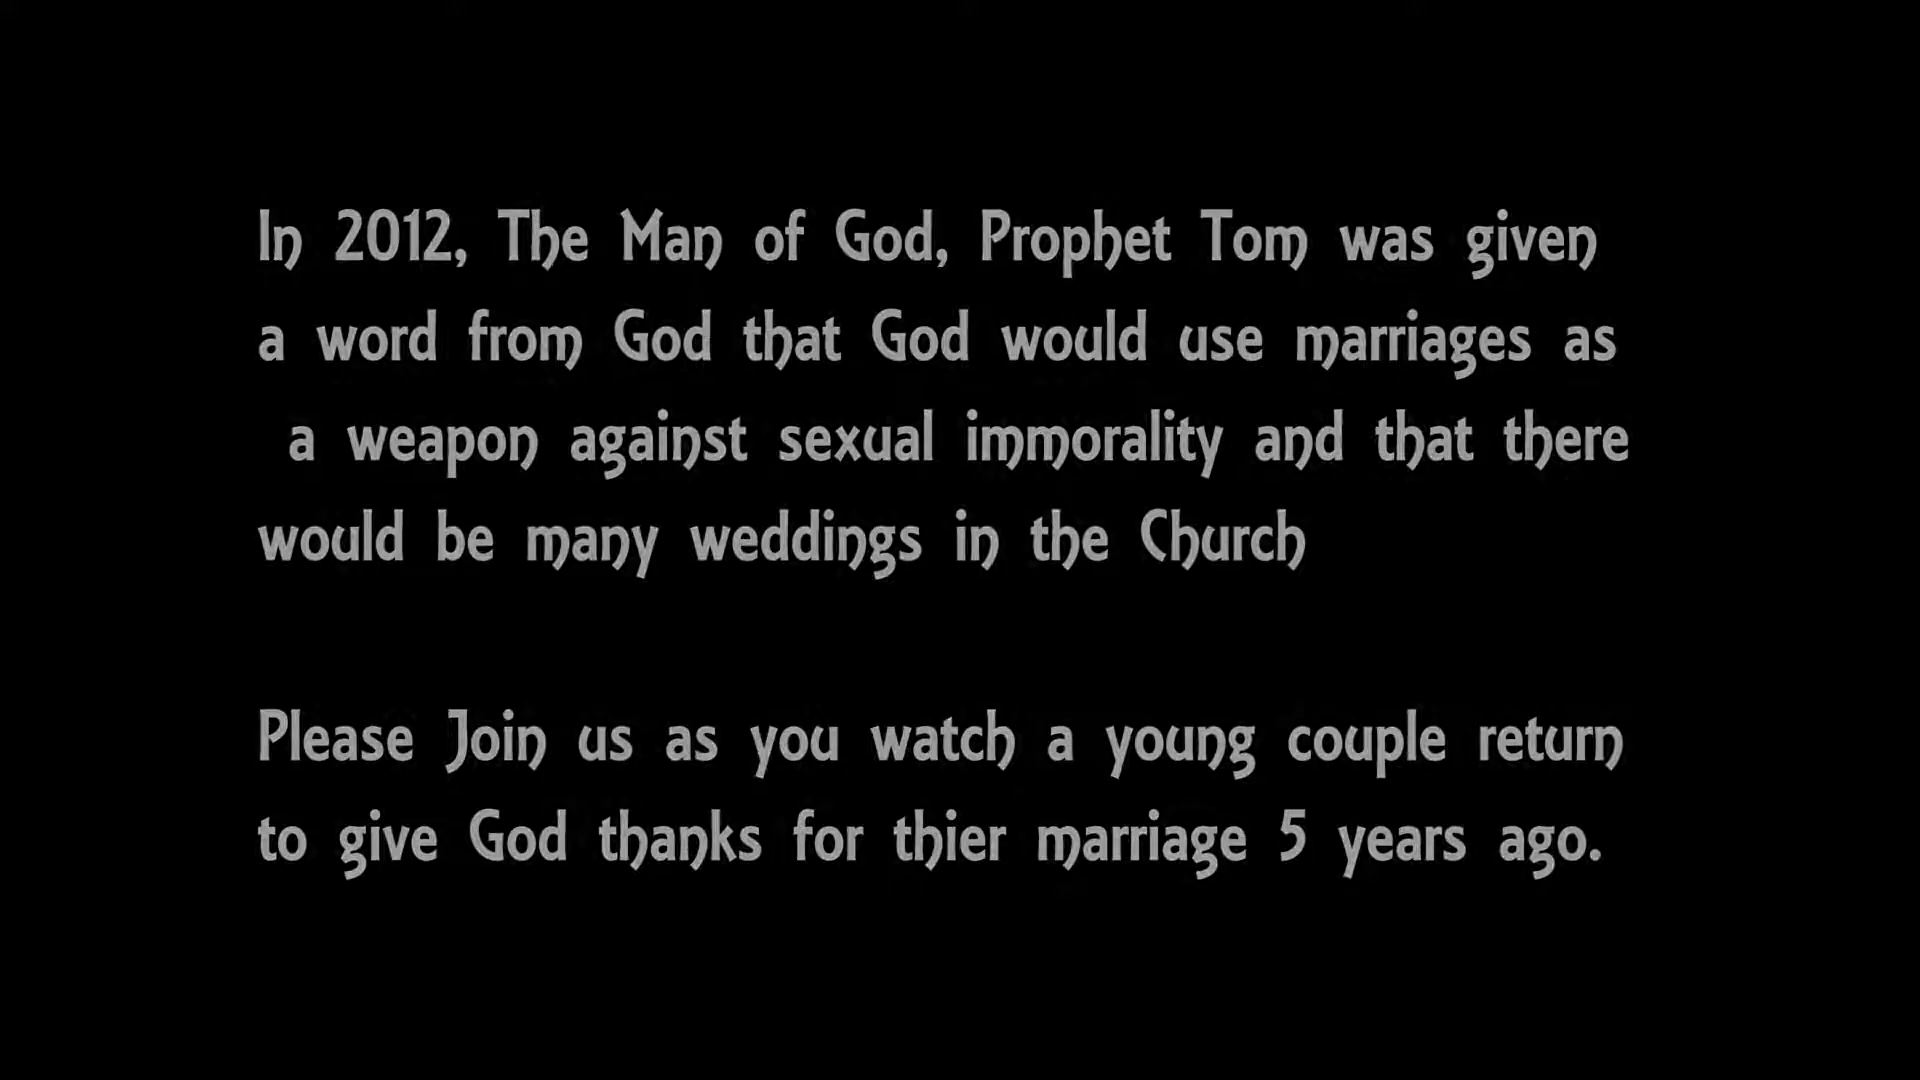 In 2012, The Man of God, Prophet Tom was given
a word from God that God would use marriages as
a weapon against sexual immorality and that there
would be many weddings in the Church
Please Join us as you watch a young couple return
to give God thanks for thier marriage 5 years ago.